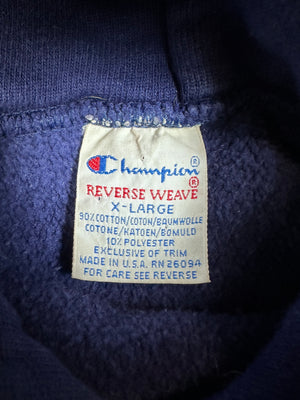 Champion®
REVERSE WEAVE®
X-LARGE
90% COTTON/COTON/BAUMWOLLE
COTONE/KATOEN/BOMULD
10% POLYESTER
EXCLUSIVE OF TRIM
MADE IN U.S.A. RN 26094
FOR CARE SEE REVERSE